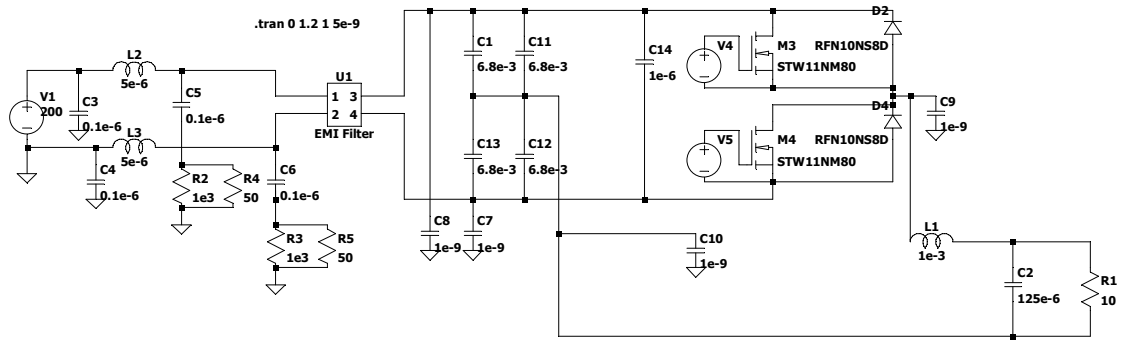 .tran 0 1.2 1 5e-9
L2
5e-6
V1
200
C3
0.1e-6
L3
5e-6
C4
0.1e-6
C5
0.1e-6
R2
1e3
R4
50
C6
0.1e-6
R3
1e3
R5
50
U1
1 3
2 4
EMI Filter
C1
6.8e-3
C11
6.8e-3
C13
6.8e-3
C12
6.8e-3
C8
1e-9
C7
1e-9
C14
1e-6
C10
1e-9
V4
M3
STW11NM80
D2
RFN10NS8D
V5
M4
STW11NM80
D4
RFN10NS8D
C9
1e-9
L1
1e-3
C2
125e-6
R1
10